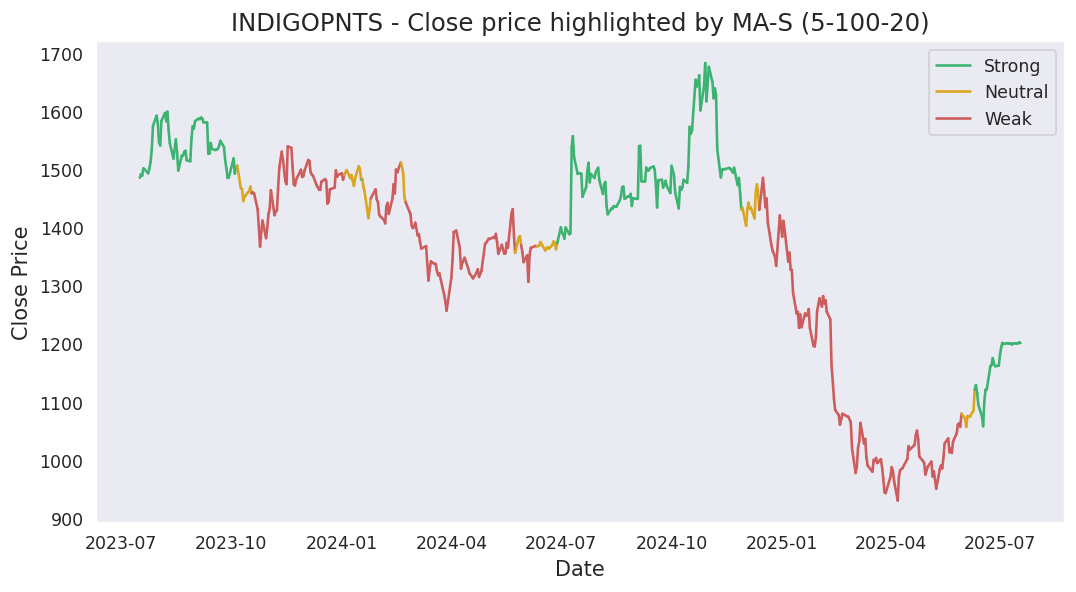 INDIGOPNTS - Close price highlighted by MA-S (5-100-20)
Strong
Neutral
Weak
Close Price
1700
1600
1500
1400
1300
1200
1100
1000
900
2023-07 2023-10 2024-01 2024-04 2024-07 2024-10 2025-01 2025-04 2025-07
Date